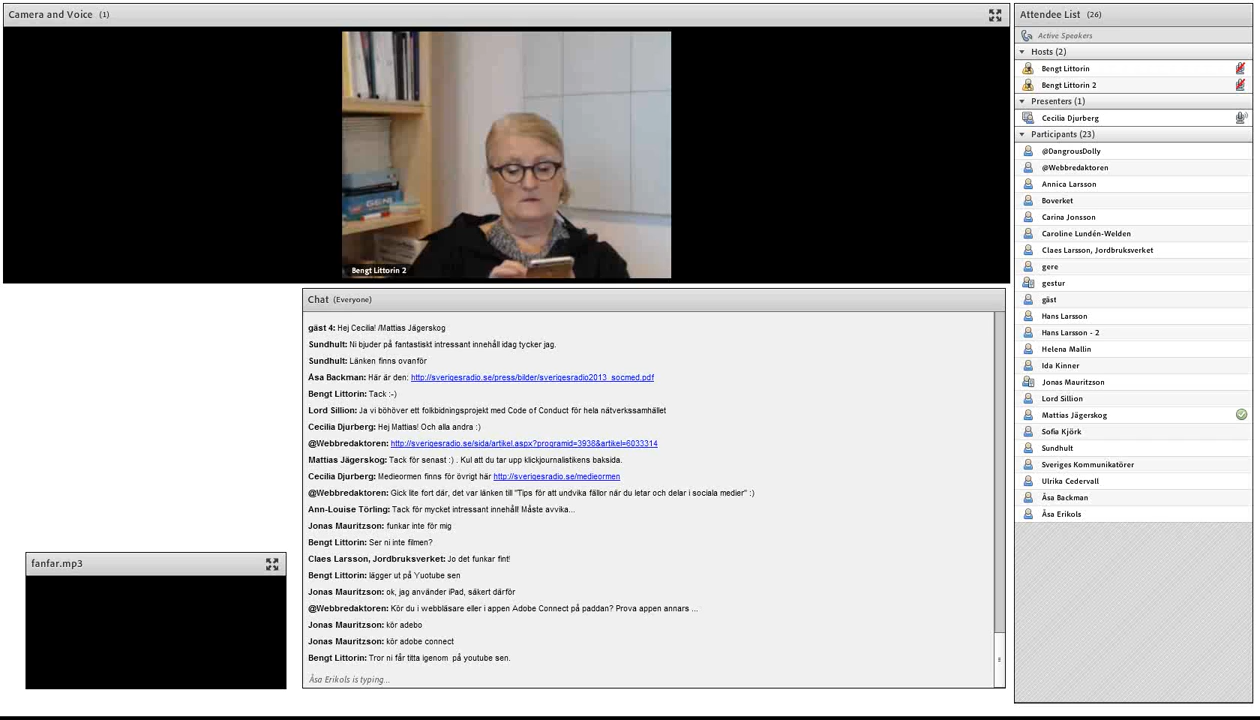 Camera and Voice (1)
Bengt Littorin 2
Chat (Everyone)
gäst 4: Hej Cecilia! /Mattias Jägerskog
Sundhult: Ni bjuder på fantastiskt intressant innehåll idag tycker jag.
Sundhult: Länken finns ovanför
Åsa Backman: Här är den: http://sverigesradio.se/press/bilder/sverigesradio2013_socmed.pdf
Bengt Littorin: Tack :-)
Lord Sillion: Ja vi böhöver ett folkbidningsprojekt med Code of Conduct för hela nätverkssamhället
Cecilia Djurberg: Hej Mattias! Och alla andra :)
@Webbredaktoren: http://sverigesradio.se/sida/artikel.aspx?programid=3938&artikel=6033314
Mattias Jägerskog: Tack för senast :) . Kul att du tar upp klickjournalistikens baksida.
Cecilia Djurberg: Medieormen finns för övrigt här http://sverigesradio.se/medieormen
@Webbredaktoren: Gick lite fort där, det var länken till "Tips för att undvika fällor när du letar och delar i sociala medier" :)
Ann-Louise Törling: Tack för mycket intressant innehåll! Måste avvika...
Jonas Mauritzson: funkar inte för mig
Bengt Littorin: Ser ni inte filmen?
Claes Larsson, Jordbruksverket: Jo det funkar fint!
Bengt Littorin: lägger ut på Yuotube sen
Jonas Mauritzson: ok, jag använder iPad, säkert därför
@Webbredaktoren: Kör du i webbläsare eller i appen Adobe Connect på paddan? Prova appen annars ...
Jonas Mauritzson: kör adebo
Jonas Mauritzson: kör adobe connect
Bengt Littorin: Tror ni får titta igenom på youtube sen.
Åsa Erikols is typing...
fanfar.mp3
Attendee List (26)
Active Speakers
Hosts (2)
Bengt Littorin
Bengt Littorin 2
Presenters (1)
Cecilia Djurberg
Participants (23)
@DangrousDolly
@Webbredaktoren
Annica Larsson
Boverket
Carina Jonsson
Caroline Lundén-Welden
Claes Larsson, Jordbruksverket
gere
gestur
gäst
Hans Larsson
Hans Larsson - 2
Helena Mallin
Ida Kinner
Jonas Mauritzson
Lord Sillion
Mattias Jägerskog
Sofia Kjörk
Sundhult
Sveriges Kommunikatörer
Ulrika Cedervall
Åsa Backman
Åsa Erikols